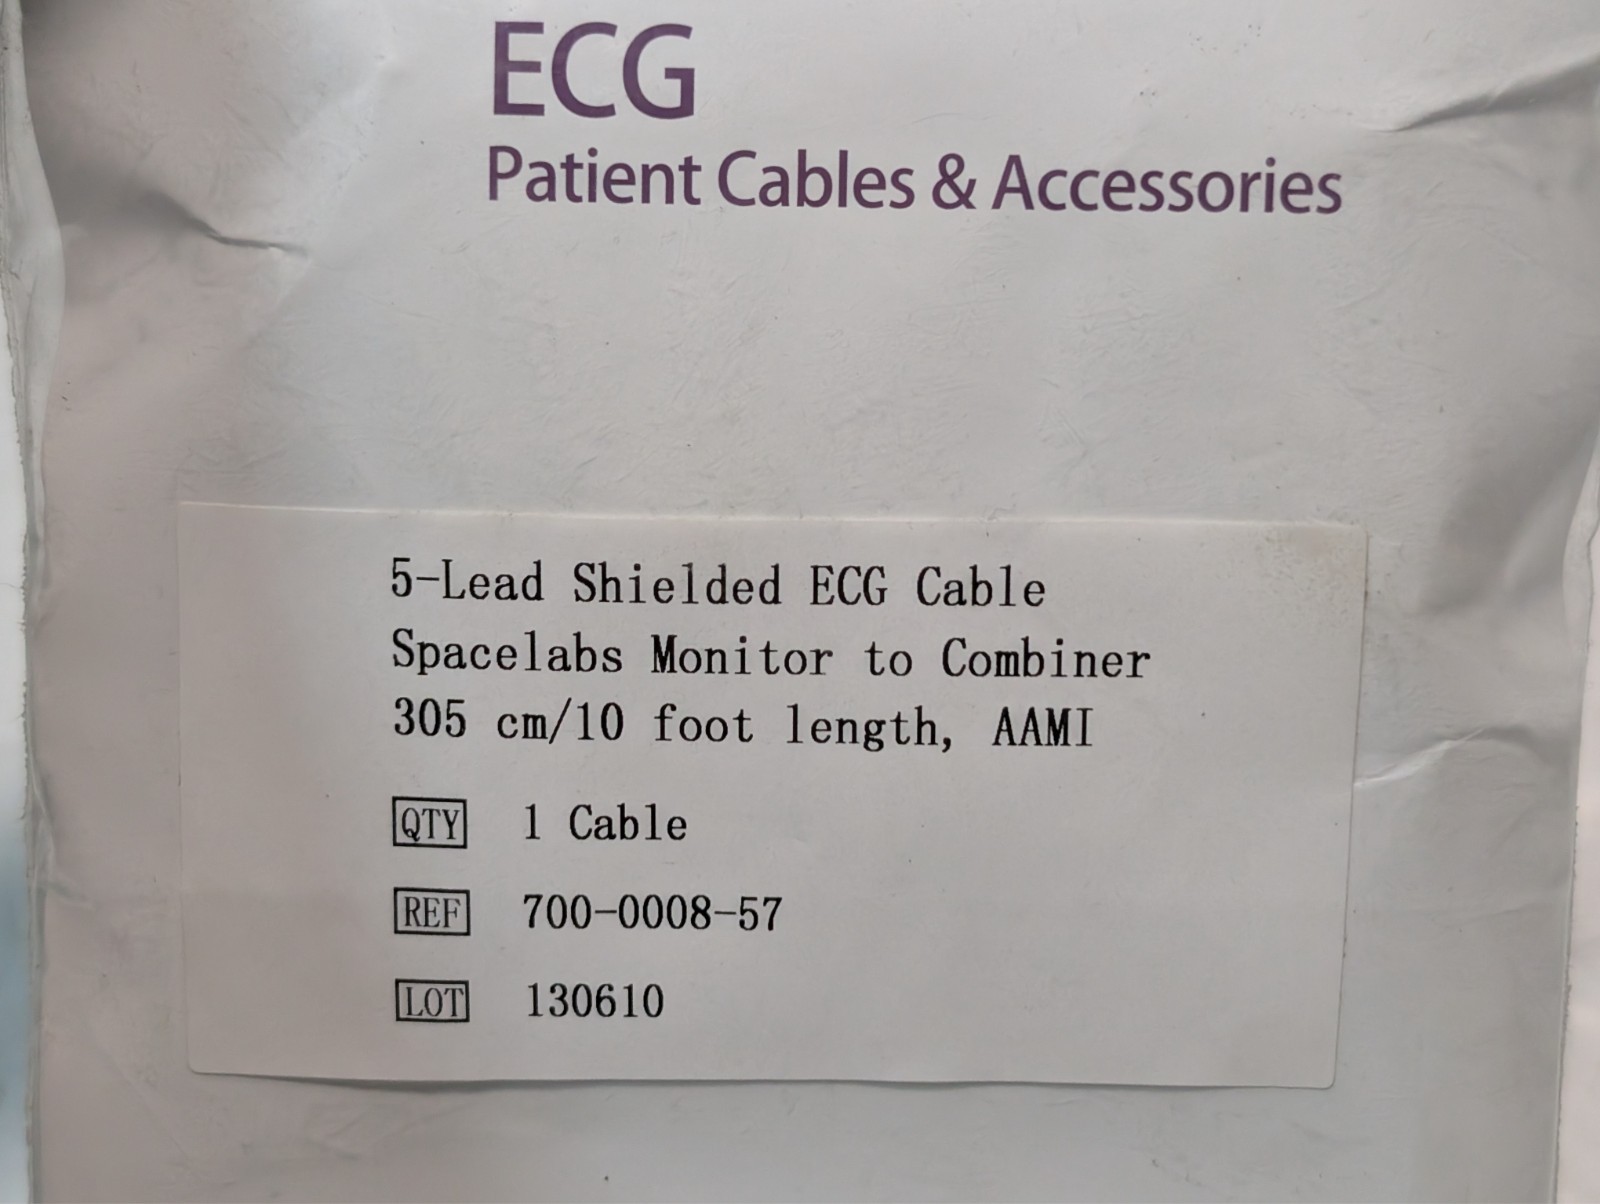 ECG
Patient Cables & Accessories
5-Lead Shielded ECG Cable
Spacelabs Monitor to Combiner
305 cm/10 foot length, AAMI
QTY 1 Cable
REF 700-0008-57
LOT 130610